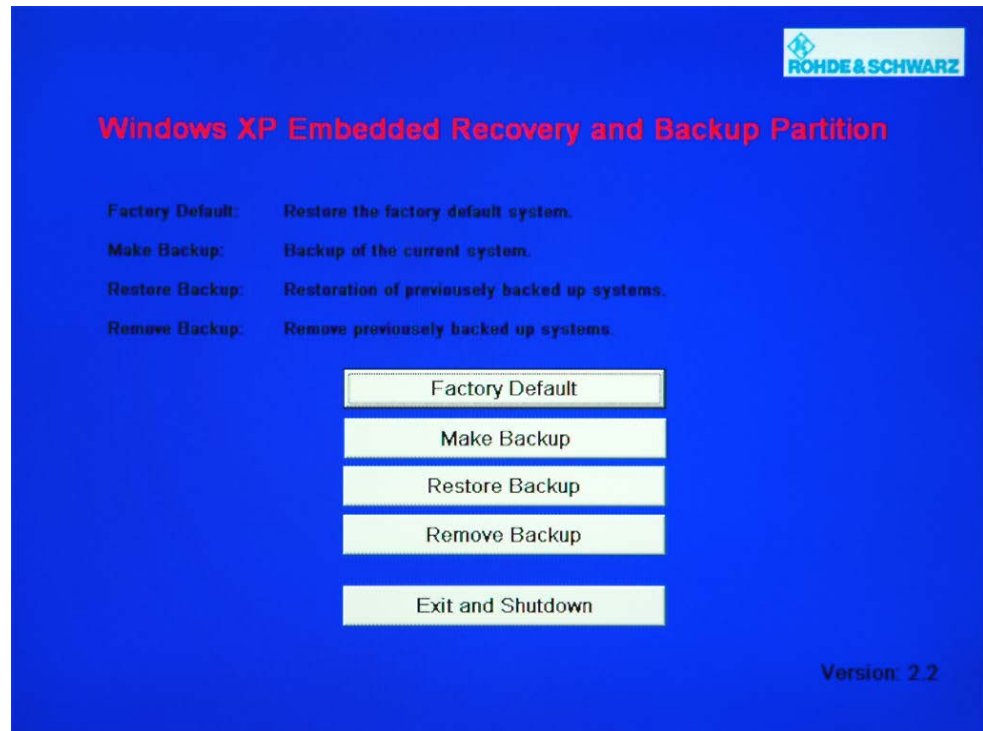 ROHDE & SCHWARZ
Windows XP Embedded Recovery and Backup Partition
Factory Default: Restore the factory default system.
Make Backup: Backup of the current system.
Restore Backup: Restoration of previousely backed up systems.
Remove Backup: Remove previousely backed up systems.
Factory Default
Make Backup
Restore Backup
Remove Backup
Exit and Shutdown
Version: 2.2